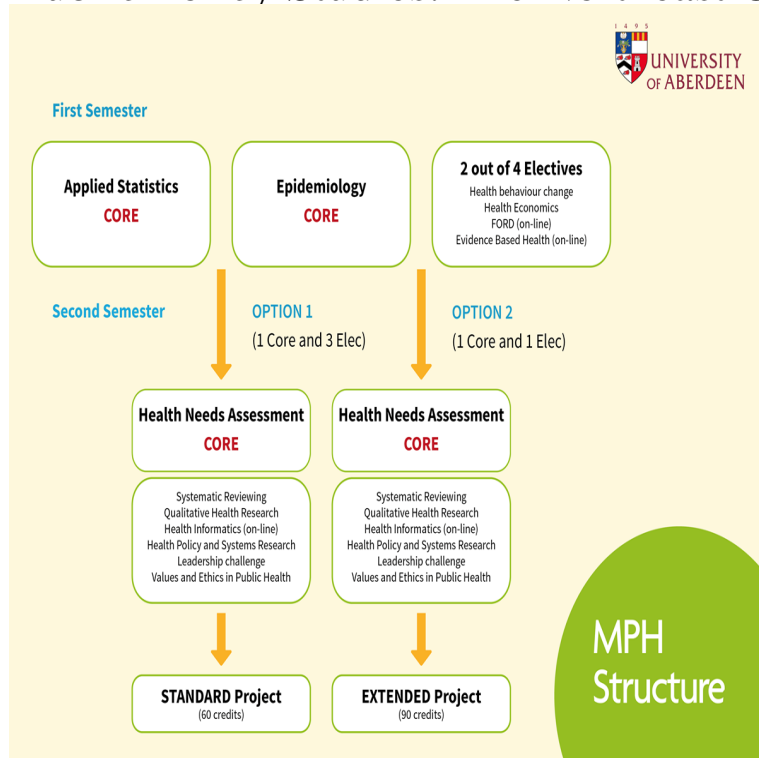 1 4 9 5
UNIVERSITY
OF ABERDEEN
First Semester
Applied Statistics
CORE
Epidemiology
CORE
2 out of 4 Electives
Health behaviour change
Health Economics
FORD (on-line)
Evidence Based Health (on-line)
Second Semester
OPTION 1
(1 Core and 3 Elec)
OPTION 2
(1 Core and 1 Elec)
Health Needs Assessment
CORE
Health Needs Assessment
CORE
Systematic Reviewing
Qualitative Health Research
Health Informatics (on-line)
Health Policy and Systems Research
Leadership challenge
Values and Ethics in Public Health
Systematic Reviewing
Qualitative Health Research
Health Informatics (on-line)
Health Policy and Systems Research
Leadership challenge
Values and Ethics in Public Health
STANDARD Project
(60 credits)
EXTENDED Project
(90 credits)
MPH
Structure